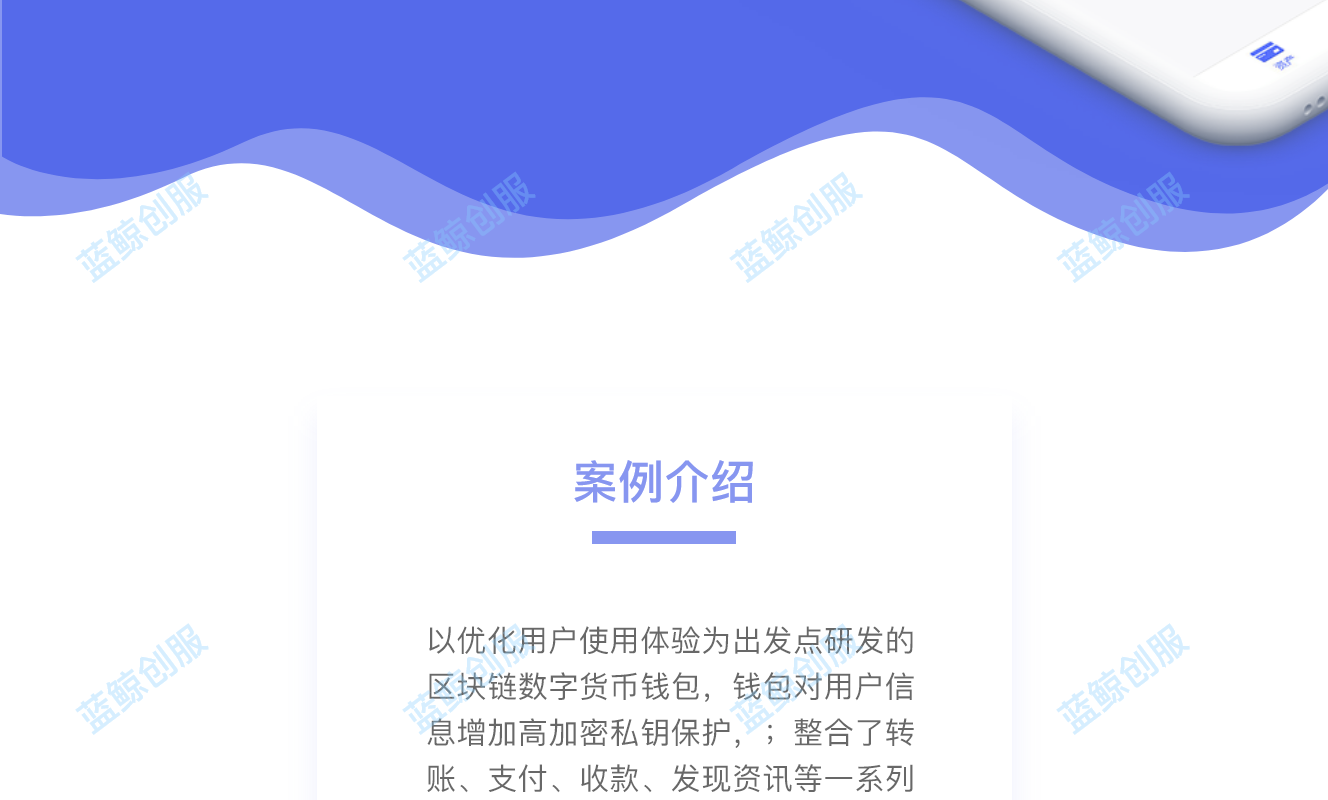 资产
蓝鲸创服 蓝鲸创服 蓝鲸创服 蓝鲸创服
案例介绍
以优化用户使用体验为出发点研发的
区块链数字货币钱包，钱包对用户信
息增加高加密私钥保护，；整合了转
账、支付、收款、发现资讯等一系列
蓝鲸创服 蓝鲸创服 蓝鲸创服 蓝鲸创服